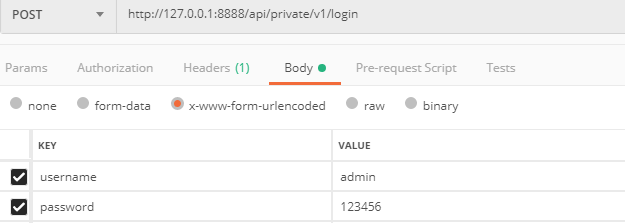 POST http://127.0.0.1:8888/api/private/v1/login
Params Authorization Headers (1) Body Pre-request Script Tests
none form-data x-www-form-urlencoded raw binary
KEY VALUE
username admin
password 123456